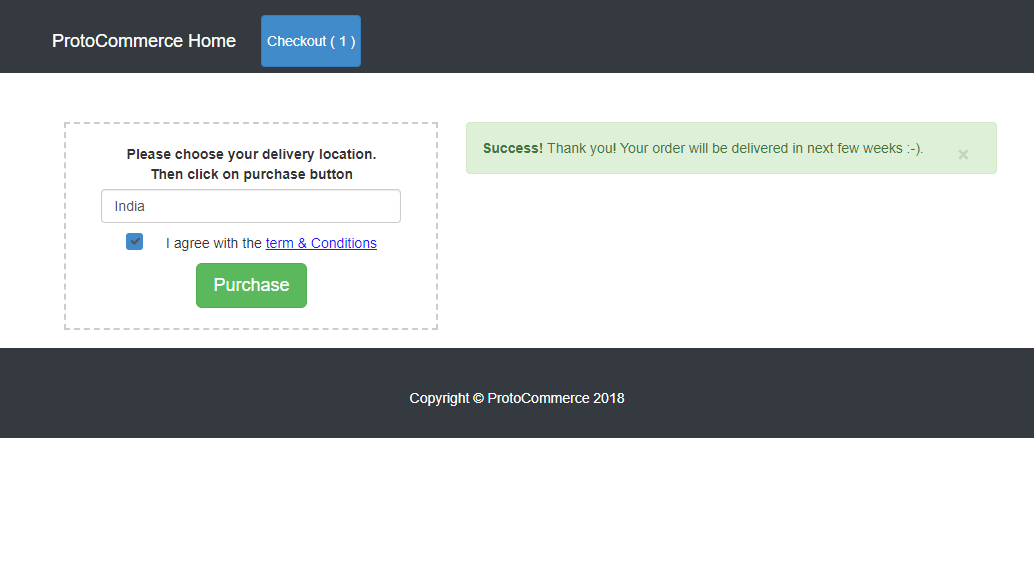 ProtoCommerce Home
Checkout ( 1 )
Please choose your delivery location.
Then click on purchase button
India
I agree with the term & Conditions
Purchase
Success! Thank you! Your order will be delivered in next few weeks :-).
×
Copyright © ProtoCommerce 2018